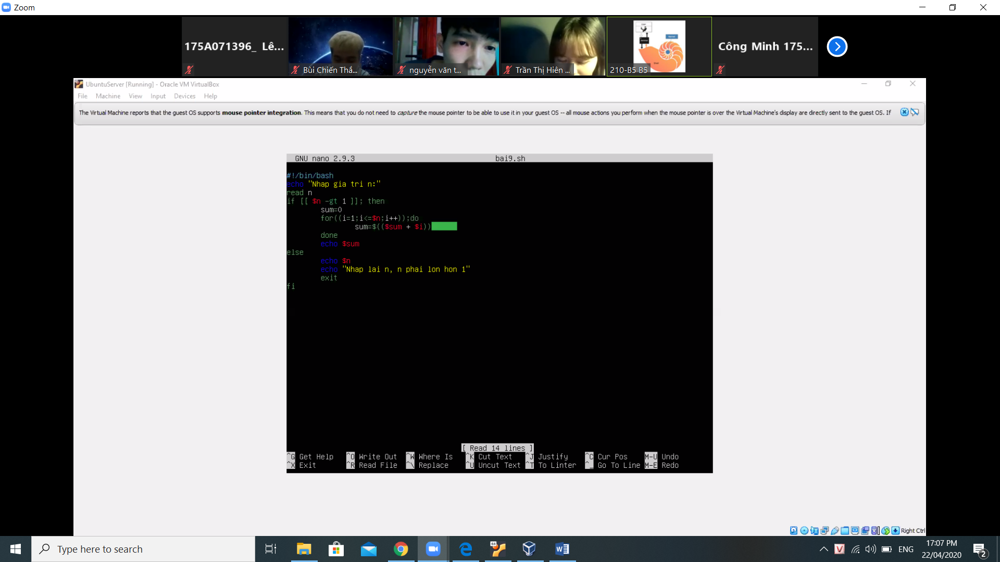 Zoom
175A071396_ Lê...
Bùi Chiến Thắ...
nguyễn văn t...
Trần Thị Hiên ...
210-B5 B5
Công Minh 175...
UbuntuServer [Running] - Oracle VM VirtualBox
File Machine View Input Devices Help
The Virtual Machine reports that the guest OS supports mouse pointer integration. This means that you do not need to capture the mouse pointer to be able to use it in your guest OS -- all mouse actions you perform when the mouse pointer is over the Virtual Machine's display are directly sent to the guest OS. If
GNU nano 2.9.3 bai9.sh
#!/bin/bash
echo "Nhap gia tri n:"
read n
if [[ $n -gt 1 ]]; then
sum=0
for((i=1;i<=$n;i++));do
sum=$(($sum + $i))
done
echo $sum
else
echo $n
echo "Nhap lai n, n phai lon hon 1"
exit
fi
[ Read 14 lines ]
^G Get Help ^O Write Out ^W Where Is ^K Cut Text ^J Justify ^C Cur Pos M-U Undo
^X Exit ^R Read File ^\ Replace ^U Uncut Text ^T To Linter ^_ Go To Line M-E Redo
Right Ctrl
Type here to search
64
ENG
17:07 PM
22/04/2020
2